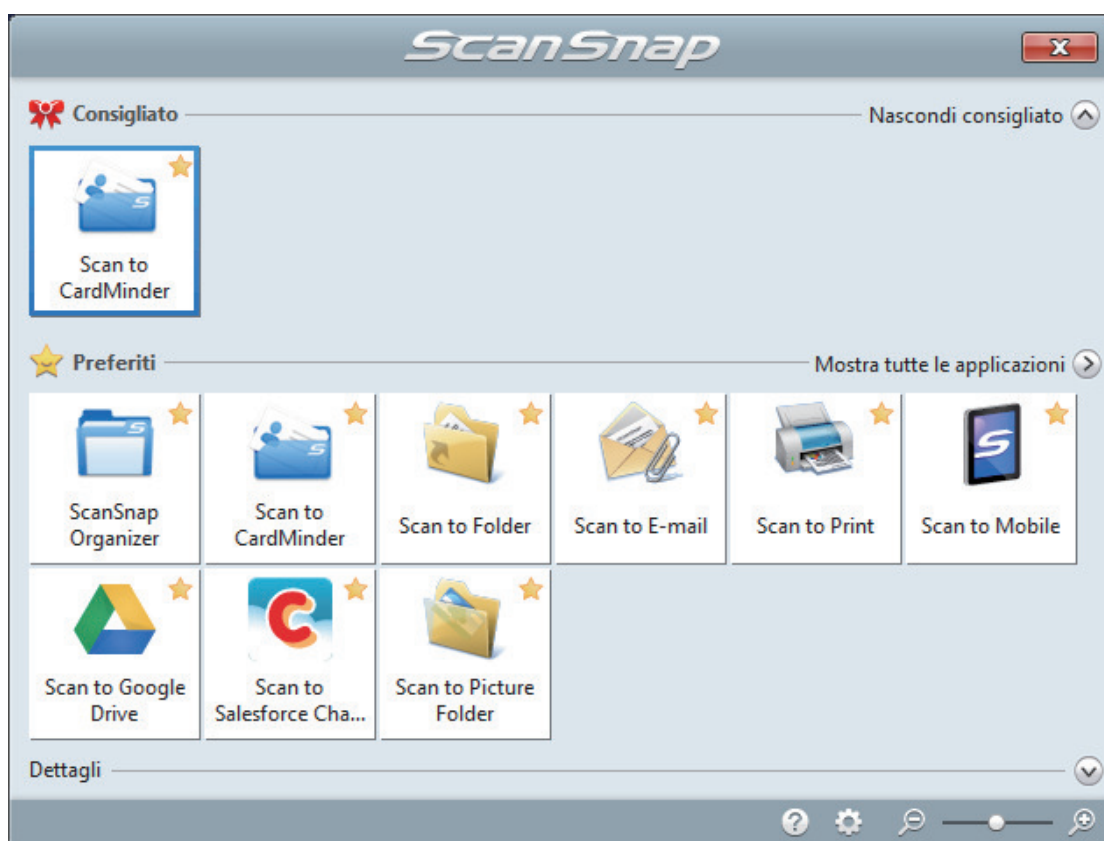 ScanSnap
Consigliato
Nascondi consigliato
Scan to
CardMinder
Preferiti
Mostra tutte le applicazioni
ScanSnap
Organizer
Scan to
CardMinder
Scan to Folder
Scan to E-mail
Scan to Print
Scan to Mobile
Scan to Google
Drive
Scan to
Salesforce Cha...
Scan to Picture
Folder
Dettagli